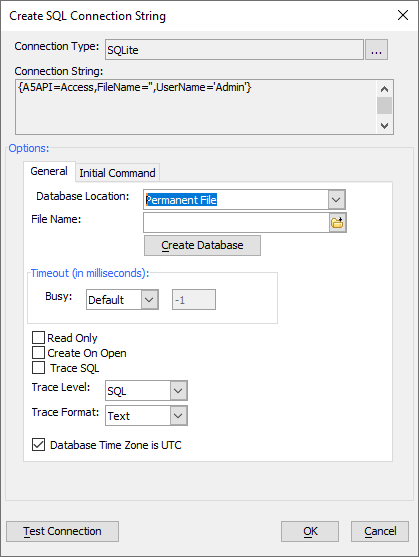 Create SQL Connection String
Connection Type: SQLite ...
Connection String:
{A5API=Access,FileName='',UserName='Admin'}
Options:
General Initial Command
Database Location: Permanent File
File Name:
Create Database
Timeout (in milliseconds):
Busy: Default -1
Read Only
Create On Open
Trace SQL
Trace Level: SQL
Trace Format: Text
Database Time Zone is UTC
Test Connection OK Cancel